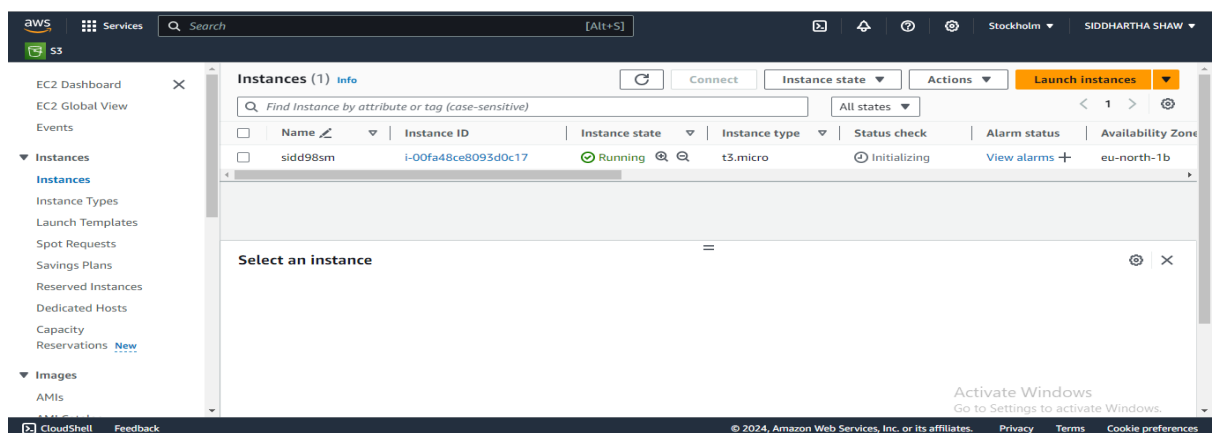 aws Services Search [Alt+S] Stockholm SIDDHARTHA SHAW
S3
EC2 Dashboard
EC2 Global View
Events
Instances
Instances
Instance Types
Launch Templates
Spot Requests
Savings Plans
Reserved Instances
Dedicated Hosts
Capacity
Reservations New
Images
AMIs
Instances (1) Info Connect Instance state Actions Launch instances
Find Instance by attribute or tag (case-sensitive) All states 1
Name Instance ID Instance state Instance type Status check Alarm status Availability Zone
sidd98sm i-00fa48ce8093d0c17 Running t3.micro Initializing View alarms + eu-north-1b
Select an instance
Activate Windows
Go to Settings to activate Windows.
CloudShell Feedback © 2024, Amazon Web Services, Inc. or its affiliates. Privacy Terms Cookie preferences